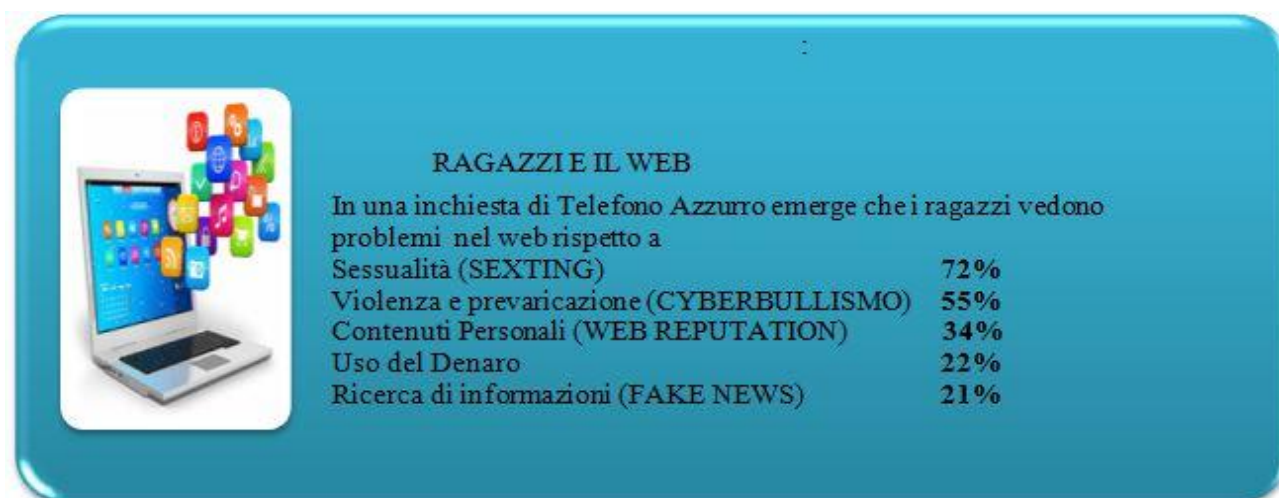 :
RAGAZZI E IL WEB
In una inchiesta di Telefono Azzurro emerge che i ragazzi vedono
problemi nel web rispetto a
Sessualità (SEXTING) 72%
Violenza e prevaricazione (CYBERBULLISMO) 55%
Contenuti Personali (WEB REPUTATION) 34%
Uso del Denaro 22%
Ricerca di informazioni (FAKE NEWS) 21%